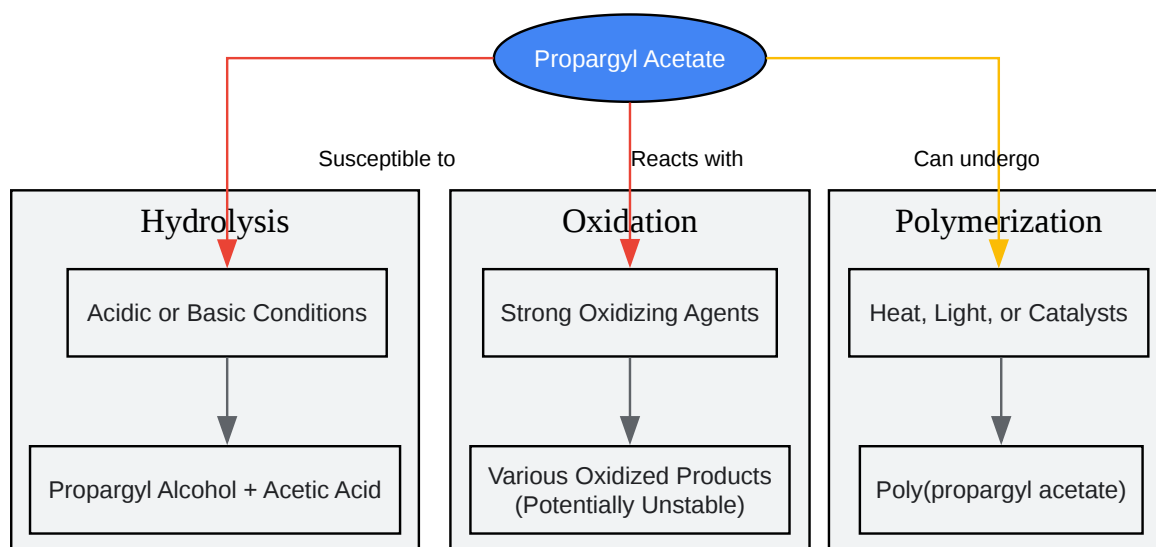 Propargyl Acetate
Susceptible to
Reacts with
Can undergo
Hydrolysis
Oxidation
Polymerization
Acidic or Basic Conditions
Strong Oxidizing Agents
Heat, Light, or Catalysts
Propargyl Alcohol + Acetic Acid
Various Oxidized Products
(Potentially Unstable)
Poly(propargyl acetate)